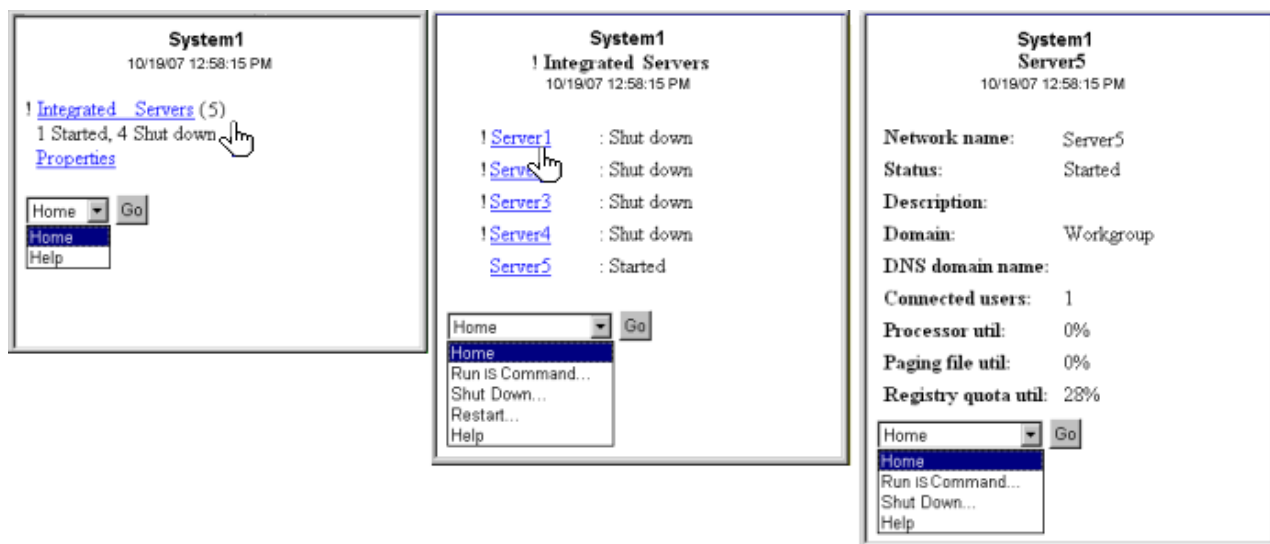 System1
10/19/07 12:58:15 PM
! Integrated Servers (5)
1 Started, 4 Shut down
Properties
Home Go
Home
Help
System1
! Integrated Servers
10/19/07 12:58:15 PM
! Server1 : Shut down
! Serve : Shut down
! Server3 : Shut down
! Server4 : Shut down
Server5 : Started
Home Go
Home
Run IS Command...
Shut Down...
Restart...
Help
System1
Server5
10/19/07 12:58:15 PM
Network name: Server5
Status: Started
Description:
Domain: Workgroup
DNS domain name:
Connected users: 1
Processor util: 0%
Paging file util: 0%
Registry quota util: 28%
Home Go
Home
Run IS Command...
Shut Down...
Help